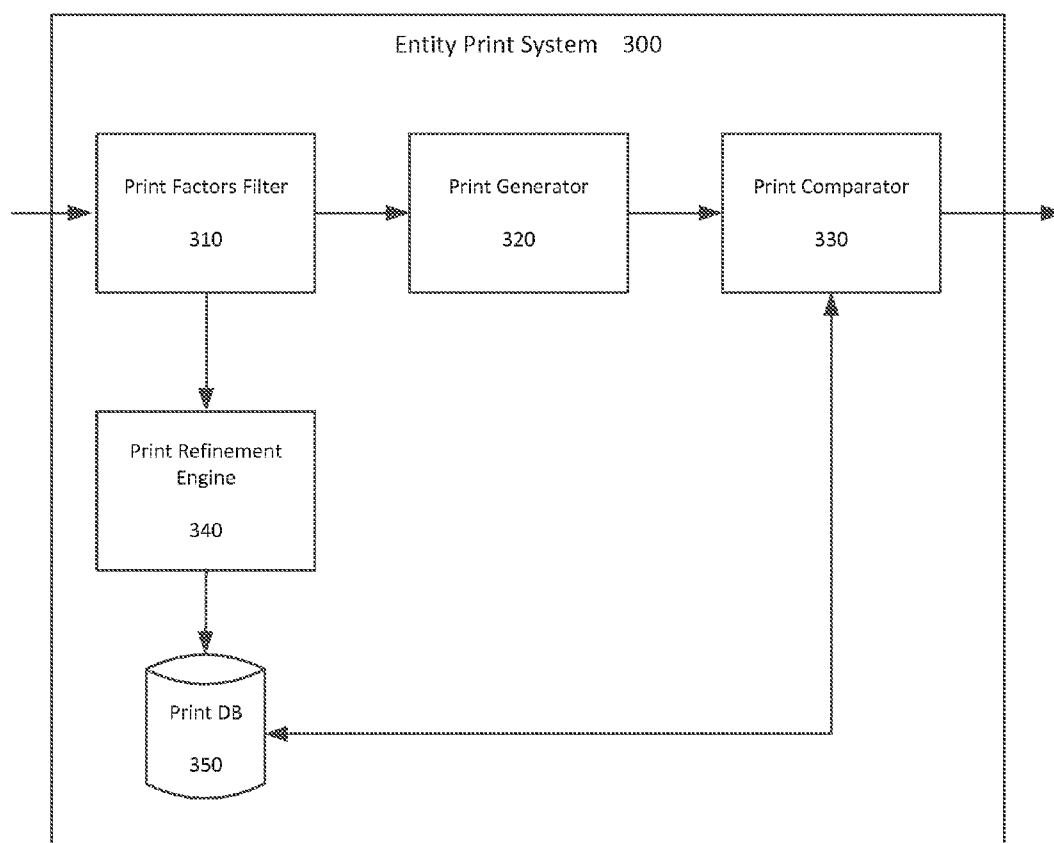 Entity Print System 300
Print Factors Filter
310
Print Generator
320
Print Comparator
330
Print Refinement
Engine
340
Print DB
350